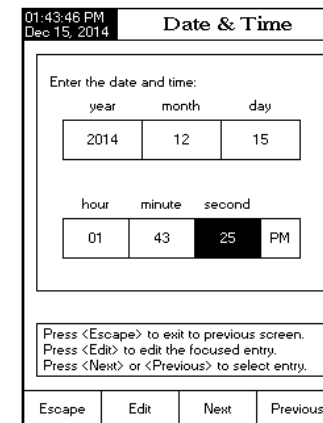 01:43:46 PM
Dec 15, 2014
Date & Time
Enter the date and time:
year month day
2014 12 15
hour minute second
01 43 25 PM
Press <Escape> to exit to previous screen.
Press <Edit> to edit the focused entry.
Press <Next> or <Previous> to select entry.
Escape Edit Next Previous